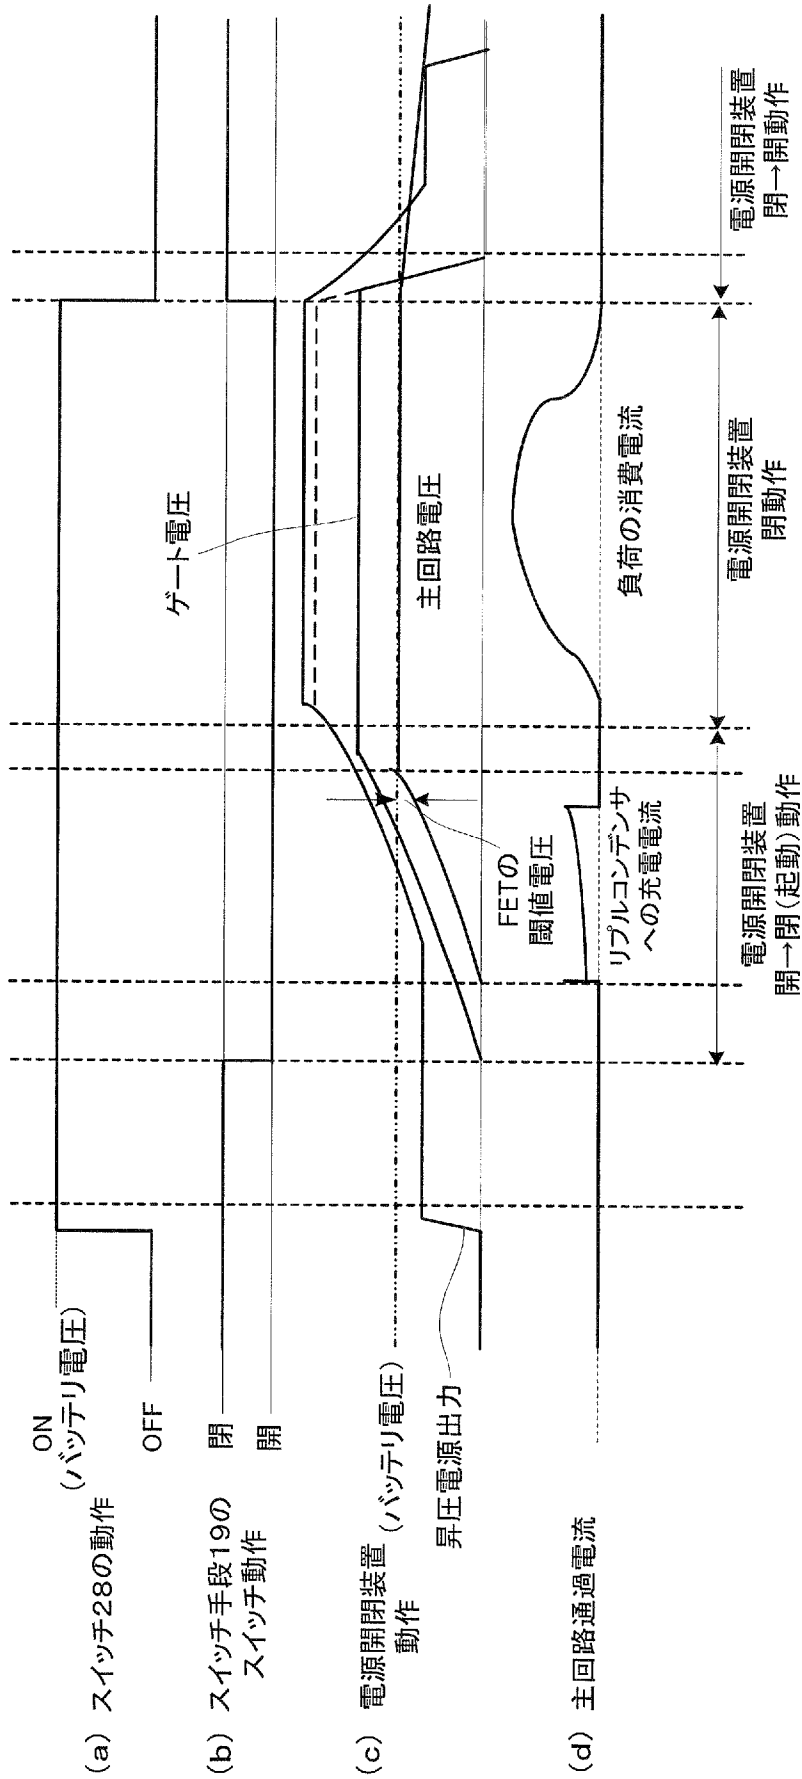 (a) スイッチ28の動作
ON
(バッテリ電圧)
OFF
(b) スイッチ手段19の
スイッチ動作
閉
開
(c) 電源開閉装置
動作
(バッテリ電圧)
昇圧電源出力
ゲート電圧
主回路電圧
FETの
閾値電圧
(d) 主回路通過電流
リプルコンデンサ
への充電電流
負荷の消費電流
電源開閉装置
開→閉(起動)動作
電源開閉装置
閉動作
電源開閉装置
閉→開動作